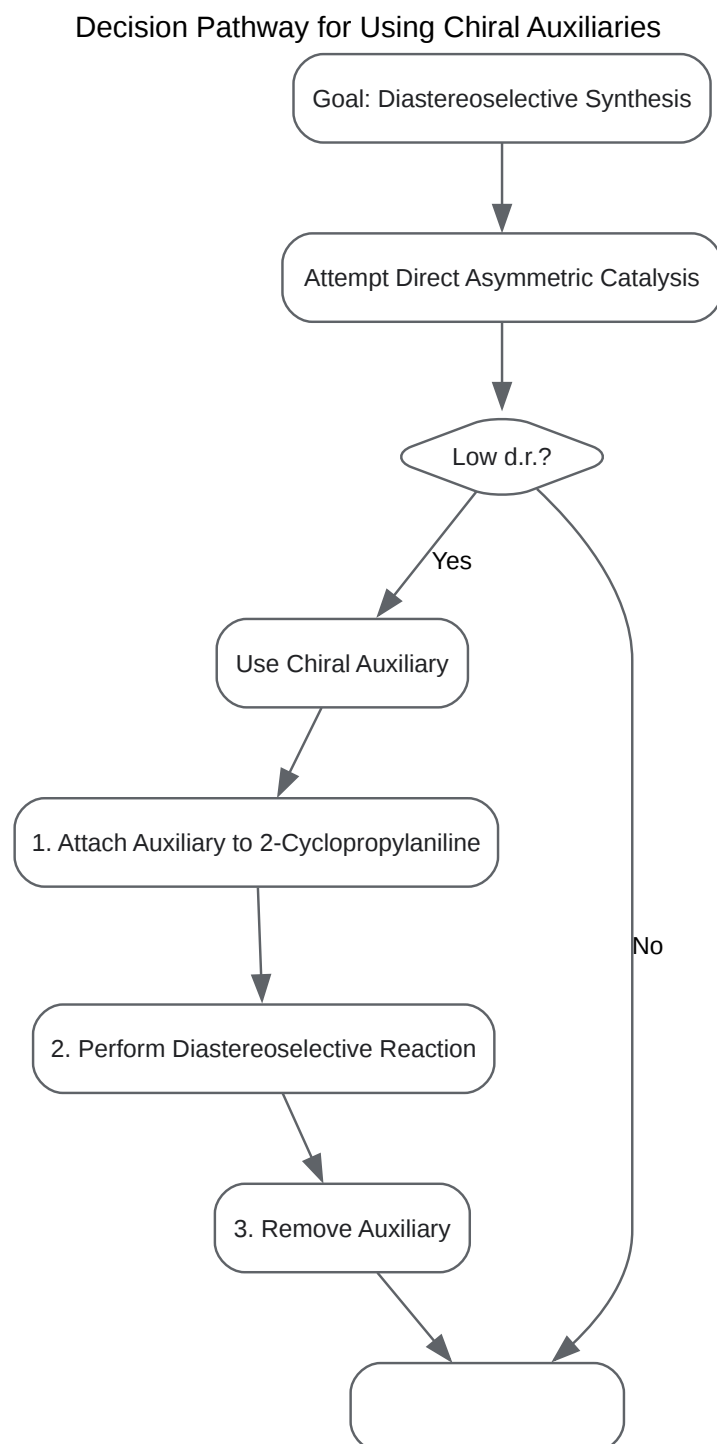 Decision Pathway for Using Chiral Auxiliaries
Goal: Diastereoselective Synthesis
Attempt Direct Asymmetric Catalysis
Low d.r.?
Yes
Use Chiral Auxiliary
1. Attach Auxiliary to 2-Cyclopropylaniline
No
2. Perform Diastereoselective Reaction
3. Remove Auxiliary